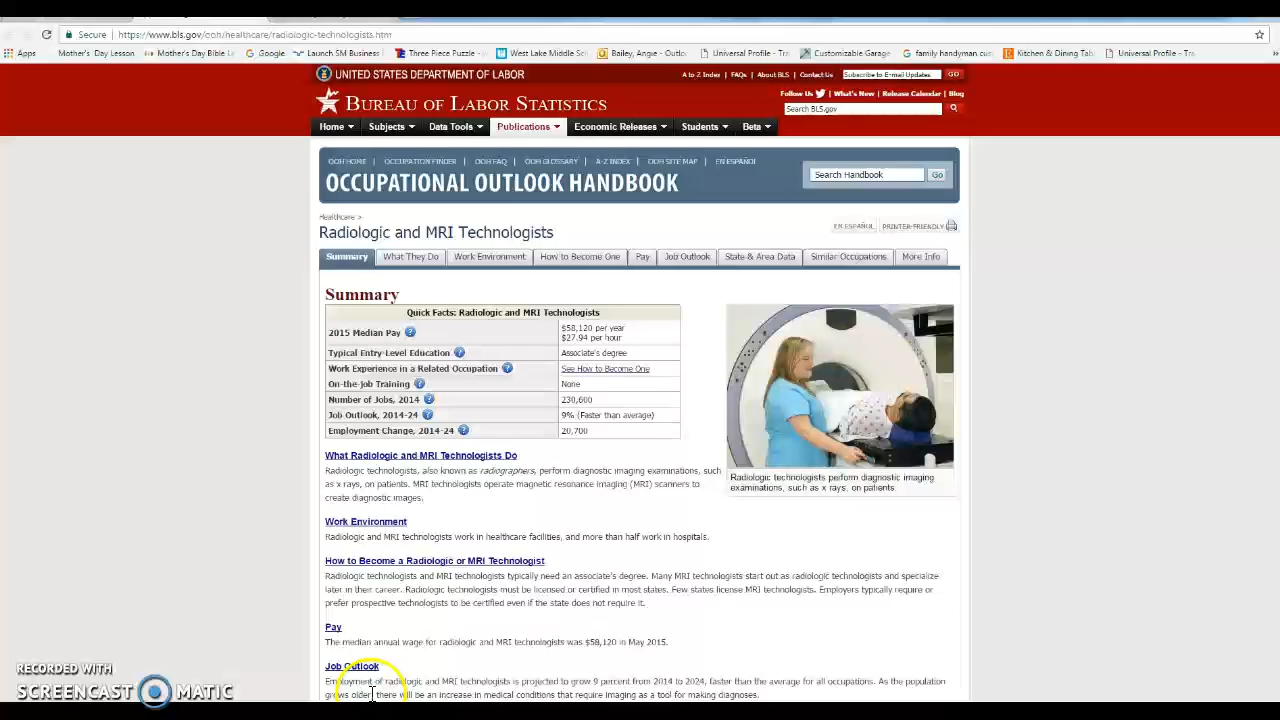 Secure https://www.bls.gov/ooh/healthcare/radiologic-technologists.htm
Apps Mother's Day Lesson Mother's Day Bible Le Google Launch SM Business Three Piece Puzzle West Lake Middle Sch Bailey, Angie - Outlo Universal Profile - Tra Customizable Garage family handyman.cus Kitchen & Dining Tab Universal Profile - Tra
UNITED STATES DEPARTMENT OF LABOR
A to Z Index | FAQs | About BLS | Contact Us Subscribe to E-mail Updates GO
Follow Us | What's New | Release Calendar | Blog
BUREAU OF LABOR STATISTICS
Search BLS.gov
Home Subjects Data Tools Publications Economic Releases Students Beta
OOH HOME | OCCUPATION FINDER | OOH FAQ | OOH GLOSSARY | A-Z INDEX | OOH SITE MAP | EN ESPAÑOL
OCCUPATIONAL OUTLOOK HANDBOOK
Search Handbook Go
Healthcare >
EN ESPAÑOL PRINTER-FRIENDLY
Radiologic and MRI Technologists
Summary What They Do Work Environment How to Become One Pay Job Outlook State & Area Data Similar Occupations More Info
Summary
Quick Facts: Radiologic and MRI Technologists
2015 Median Pay ? $58,120 per year
$27.94 per hour
Typical Entry-Level Education ? Associate's degree
Work Experience in a Related Occupation ? See How to Become One
On-the-job Training ? None
Number of Jobs, 2014 ? 230,600
Job Outlook, 2014-24 ? 9% (Faster than average)
Employment Change, 2014-24 ? 20,700
Radiologic technologists perform diagnostic imaging
examinations, such as x rays, on patients.
What Radiologic and MRI Technologists Do
Radiologic technologists, also known as radiographers, perform diagnostic imaging examinations, such
as x rays, on patients. MRI technologists operate magnetic resonance imaging (MRI) scanners to
create diagnostic images.
Work Environment
Radiologic and MRI technologists work in healthcare facilities, and more than half work in hospitals.
How to Become a Radiologic or MRI Technologist
Radiologic technologists and MRI technologists typically need an associate's degree. Many MRI technologists start out as radiologic technologists and specialize
later in their career. Radiologic technologists must be licensed or certified in most states. Few states license MRI technologists. Employers typically require or
prefer prospective technologists to be certified even if the state does not require it.
Pay
The median annual wage for radiologic and MRI technologists was $58,120 in May 2015.
Job Outlook
Employment of radiologic and MRI technologists is projected to grow 9 percent from 2014 to 2024, faster than the average for all occupations. As the population
grows older, there will be an increase in medical conditions that require imaging as a tool for making diagnoses.
RECORDED WITH
SCREENCAST MATIC